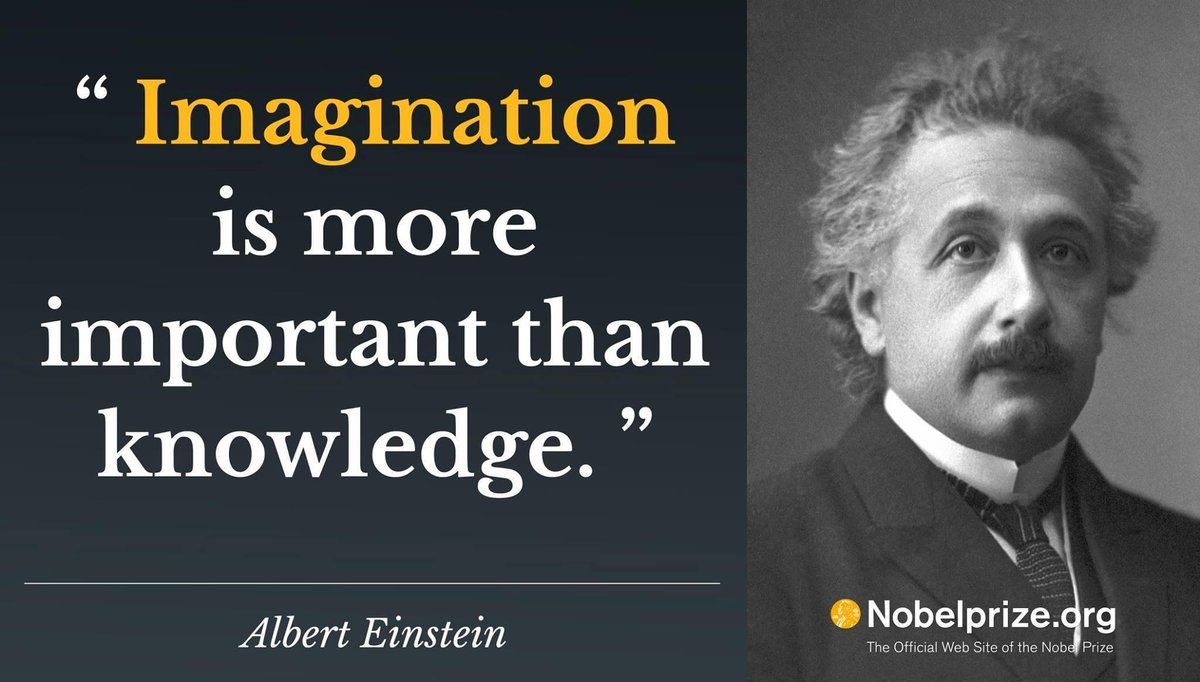 “ Imagination
is more
important than
knowledge. ”
Albert Einstein
Nobelprize.org
The Official Web Site of the Nobel Prize